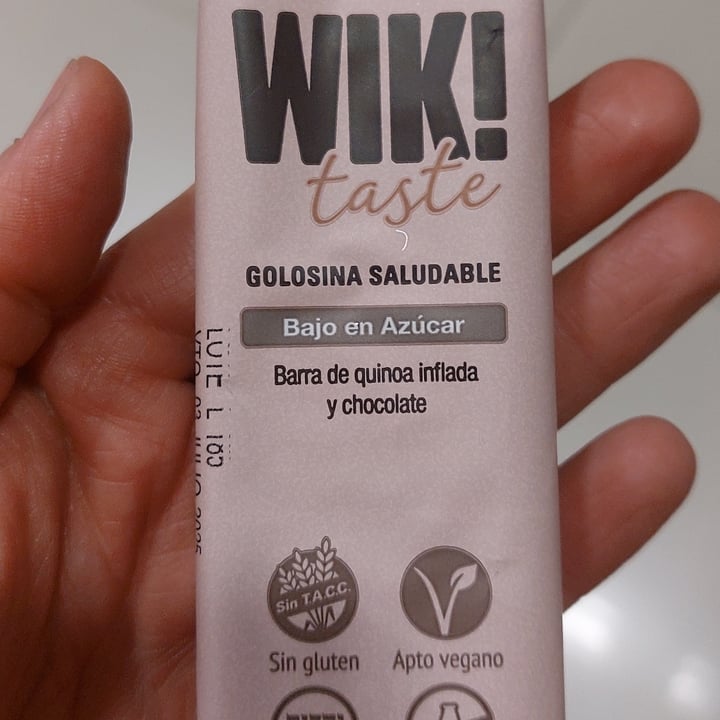 WIK!
taste
GOLOSINA SALUDABLE
Bajo en Azúcar
Barra de quinoa inflada
y chocolate
Sin T.A.C.C.
Sin gluten
Apto vegano